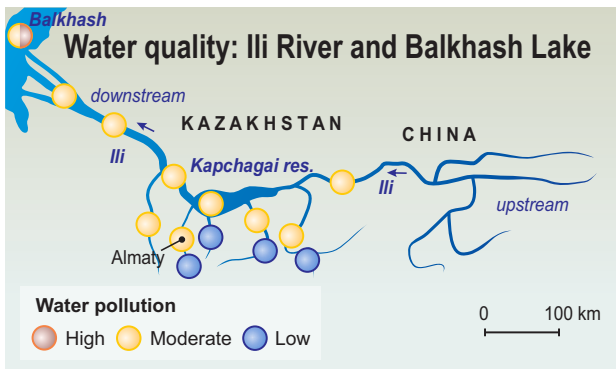 Balkhash
Water quality: Ili River and Balkhash Lake
downstream
KAZAKHSTAN
CHINA
Ili
Kapchagai res.
Ili
upstream
Almaty
Water pollution
High Moderate Low
0 100 km